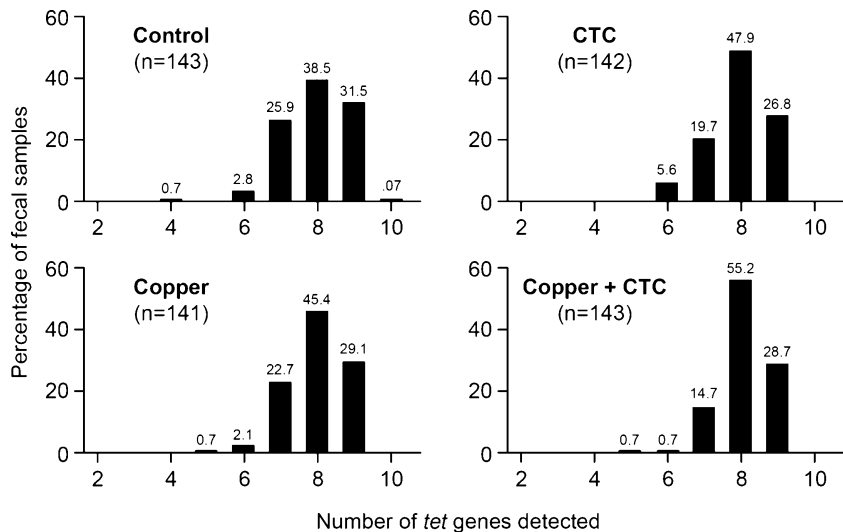 Percentage of fecal samples
Control
(n=143)
60
40
20
0
0.7
2.8
25.9
38.5
31.5
.07
2 4 6 8 10
CTC
(n=142)
60
40
20
0
5.6
19.7
47.9
26.8
2 4 6 8 10
Copper
(n=141)
60
40
20
0
0.7
2.1
22.7
45.4
29.1
2 4 6 8 10
Copper + CTC
(n=143)
60
40
20
0
0.7
0.7
14.7
55.2
28.7
2 4 6 8 10
Number of tet genes detected